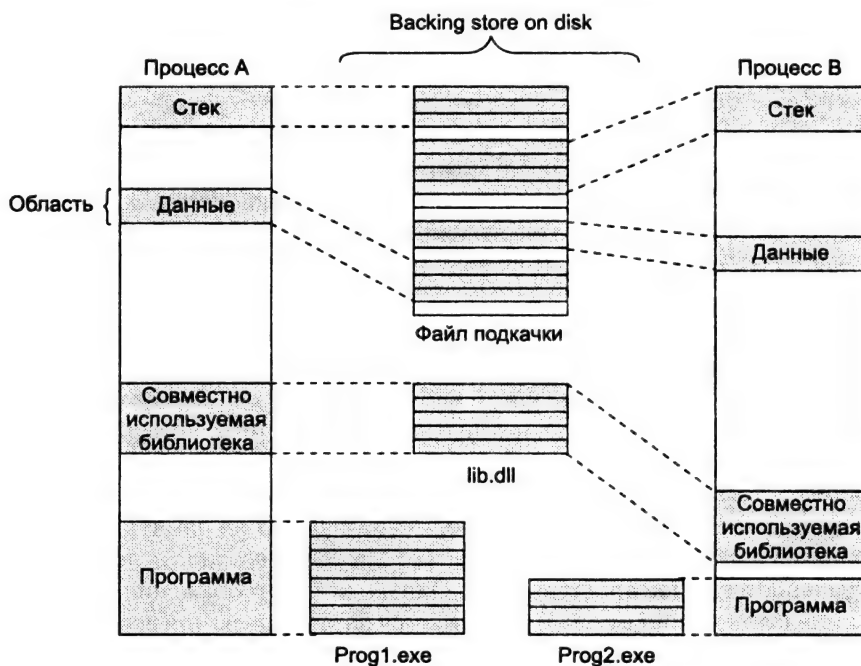 Backing store on disk
Процесс А
Процесс В
Стек
Стек
Область
Данные
Данные
Файл подкачки
Совместно
используемая
библиотека
lib.dll
Совместно
используемая
библиотека
Программа
Программа
Prog1.exe
Prog2.exe